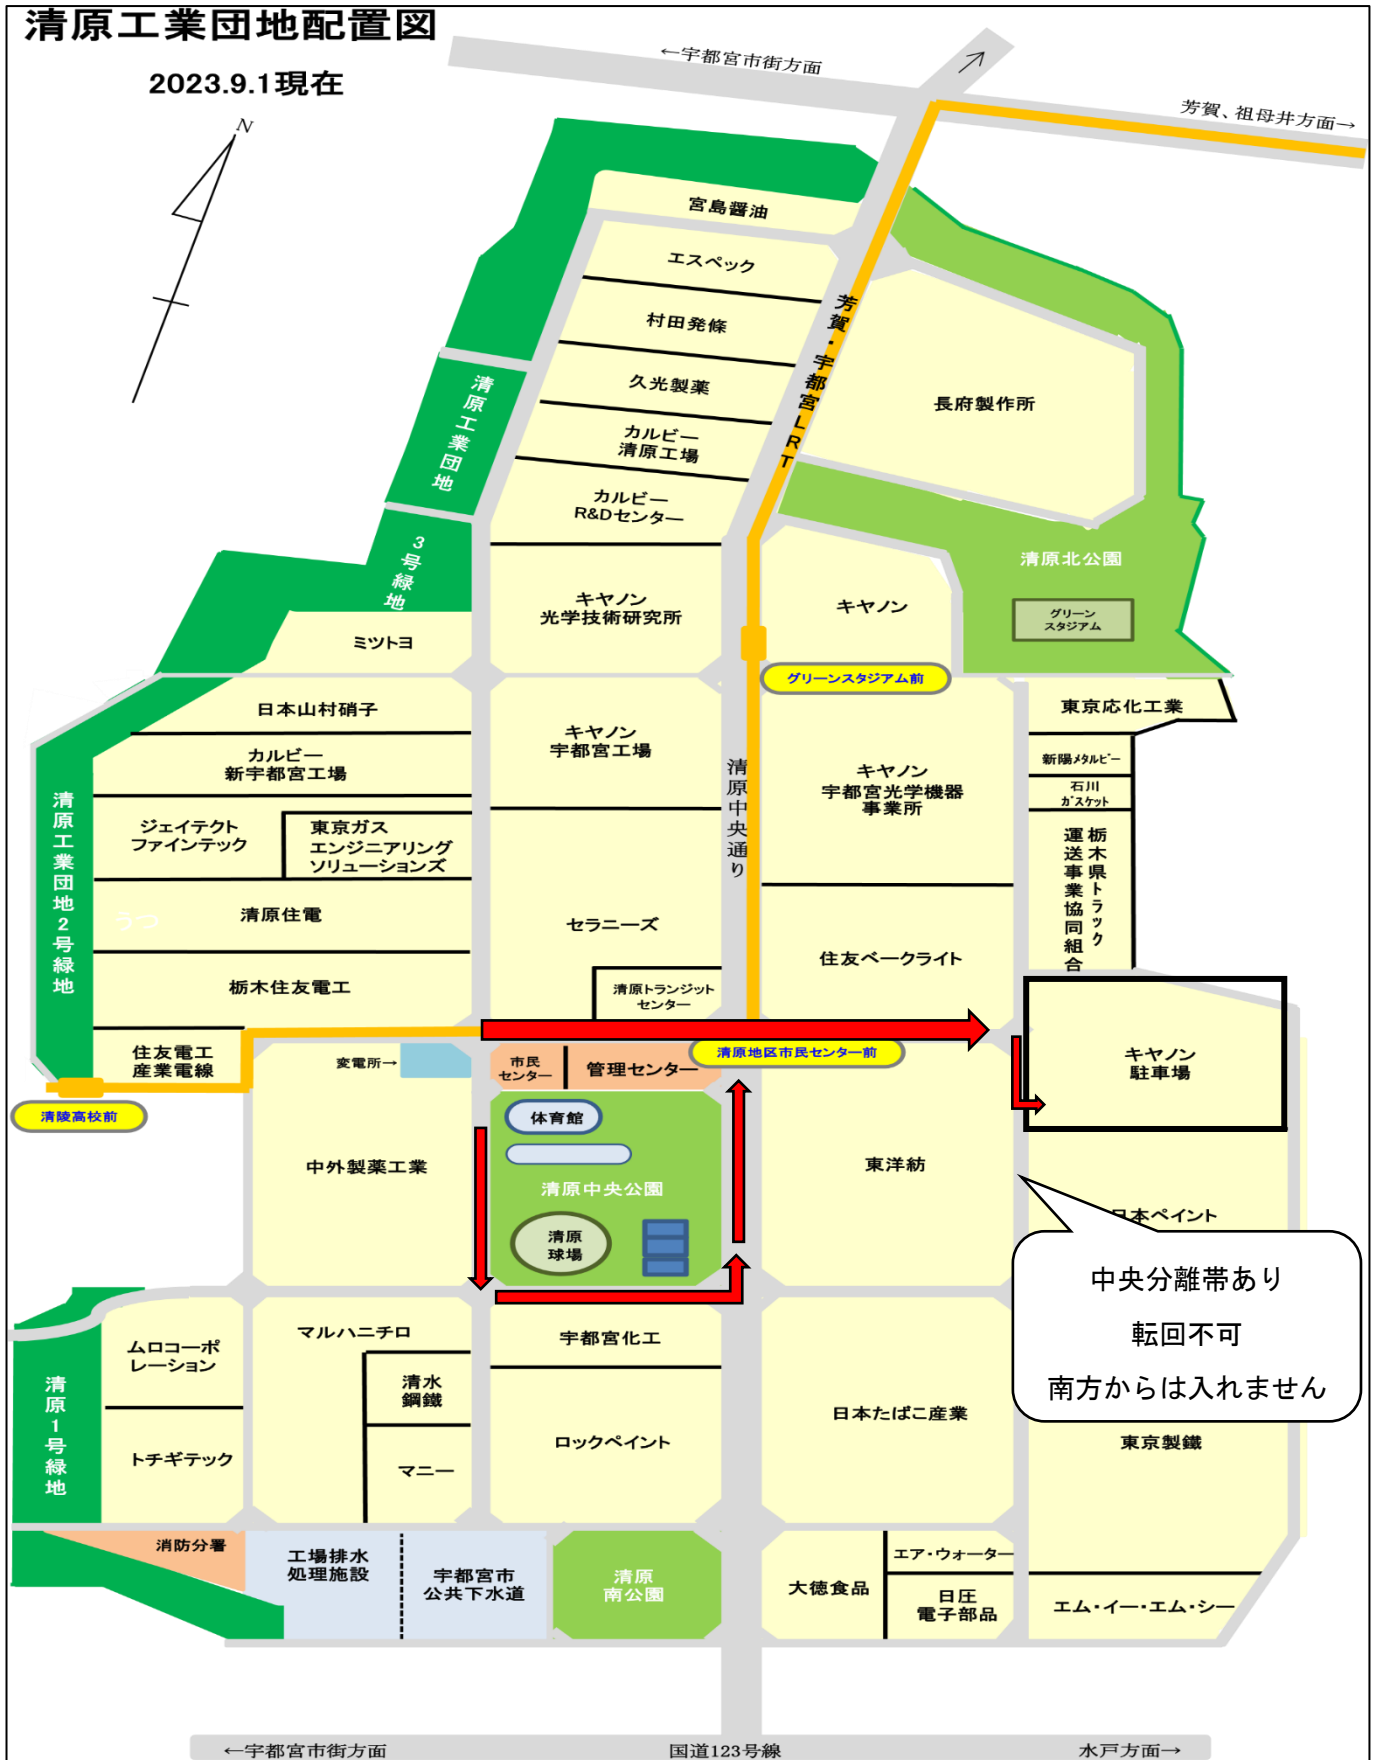 清原工業団地配置図
2023.9.1現在
N
←宇都宮市街方面
↗
芳賀、祖母井方面→
宮島醤油
エスペック
村田発條
久光製薬
カルビー
清原工場
カルビー
R&Dセンター
芳賀・宇都宮LRT
長府製作所
清原工業団地
3号緑地
キヤノン
光学技術研究所
キヤノン
清原北公園
グリーン
スタジアム
ミツトヨ
グリーンスタジアム前
日本山村硝子
カルビー
新宇都宮工場
キヤノン
宇都宮工場
清原中央通り
キヤノン
宇都宮光学機器
事業所
東京応化工業
新陽メタルビー
石川
ガスケット
栃木県トラック
運送事業協同組合
清原工業団地2号緑地
ジェイテクト
ファインテック
東京ガス
エンジニアリング
ソリューションズ
清原住電
うつ
セラニーズ
住友ベークライト
栃木住友電工
清原トランジット
センター
住友電工
産業電線
変電所→
市民
センター
管理センター
清原地区市民センター前
キヤノン
駐車場
清陵高校前
体育館
中外製薬工業
清原中央公園
東洋紡
日本ペイント
清原
球場
中央分離帯あり
転回不可
南方からは入れません
ムロコーポ
レーション
マルハニチロ
宇都宮化工
清原1号緑地
清水
鋼鐵
日本たばこ産業
トチギテック
マニー
ロックペイント
東京製鐵
消防分署
工場排水
処理施設
宇都宮市
公共下水道
清原
南公園
大徳食品
エア・ウォーター
日圧
電子部品
エム・イー・エム・シー
←宇都宮市街方面
国道123号線
水戸方面→